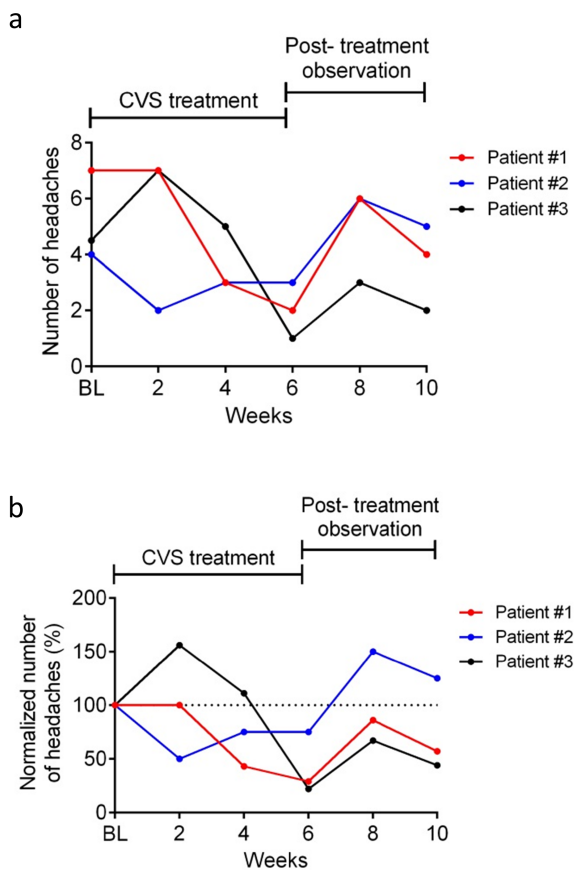 a
Post- treatment
observation
CVS treatment
Number of headaches
8
6
4
2
0
BL 2 4 6 8 10
Weeks
Patient #1
Patient #2
Patient #3
b
Post- treatment
observation
CVS treatment
Normalized number
of headaches (%)
200
150
100
50
0
BL 2 4 6 8 10
Weeks
Patient #1
Patient #2
Patient #3